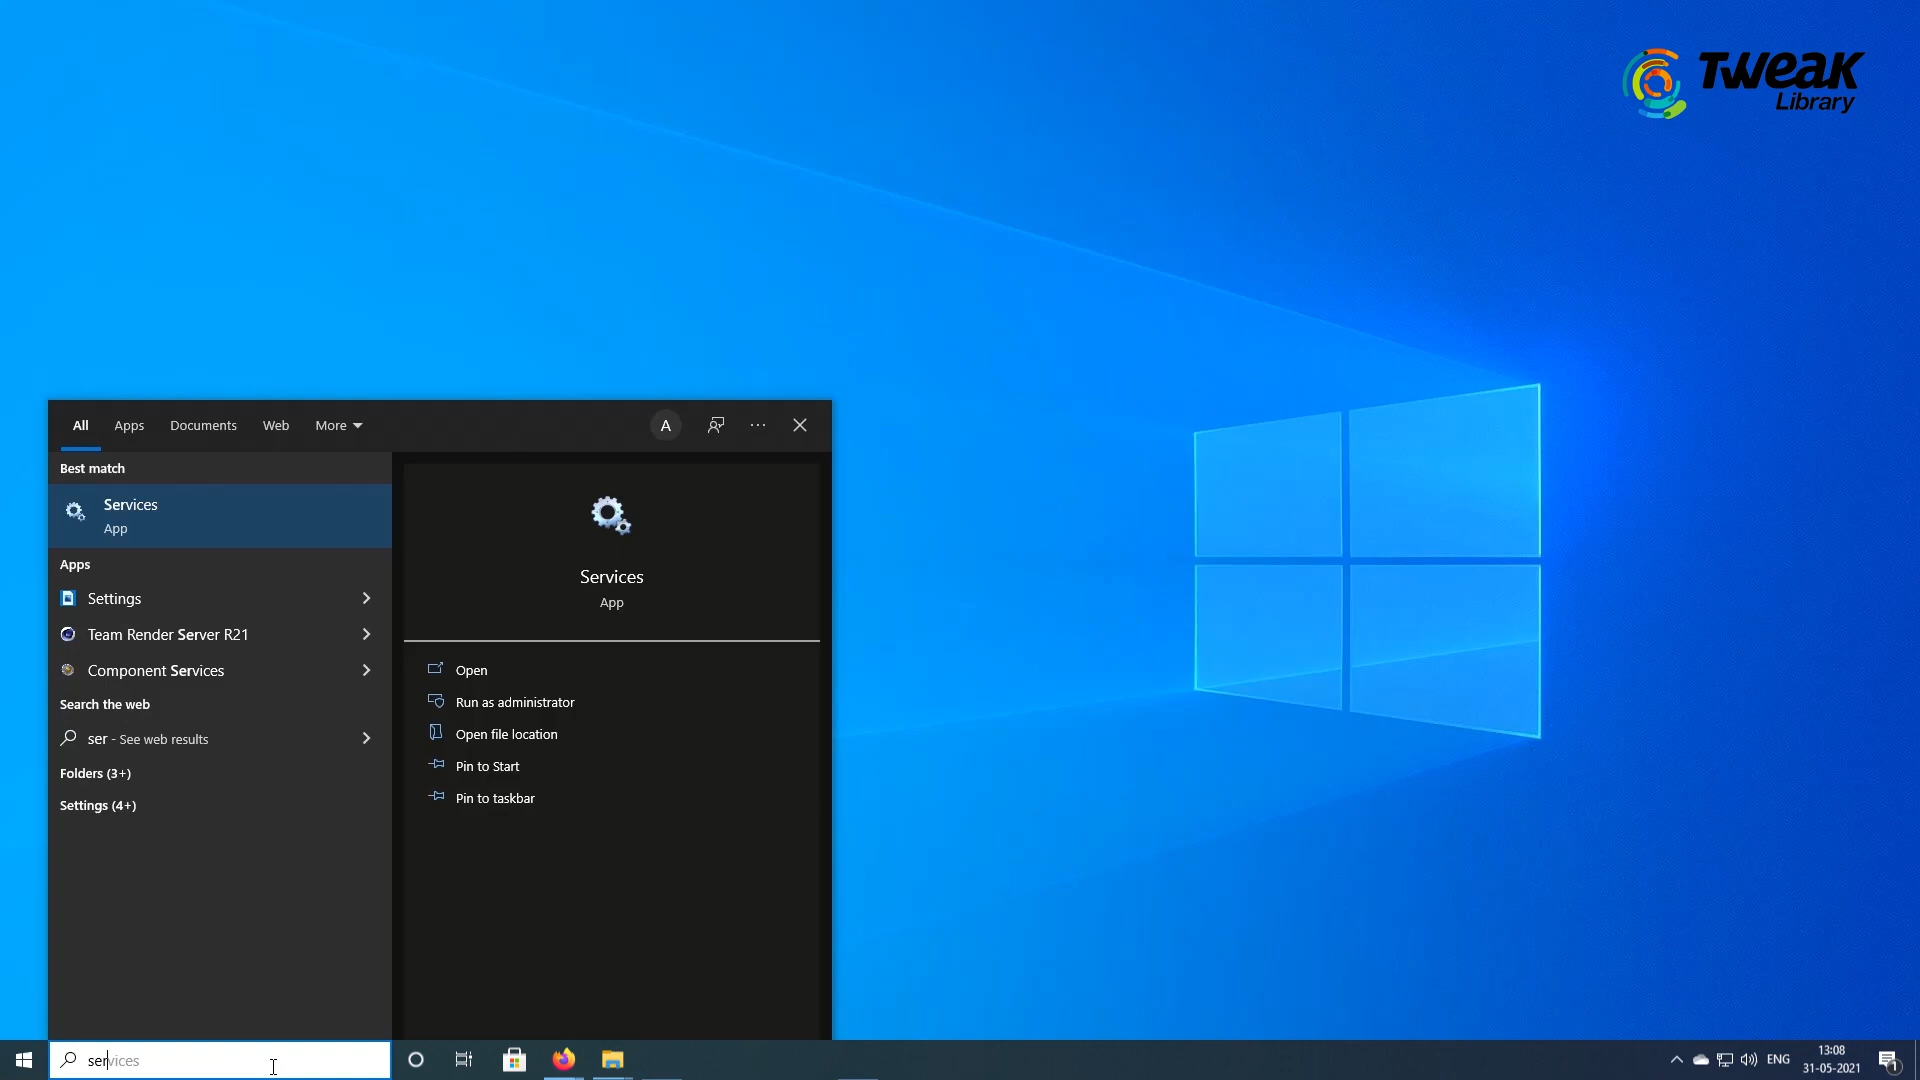 Tweak
Library
All
Apps
Documents
Web
More
A
Best match
Services
App
Apps
Settings
Team Render Server R21
Component Services
Search the web
ser - See web results
Folders (3+)
Settings (4+)
Services
App
Open
Run as administrator
Open file location
Pin to Start
Pin to taskbar
services
ENG
13:08
31-05-2021
1